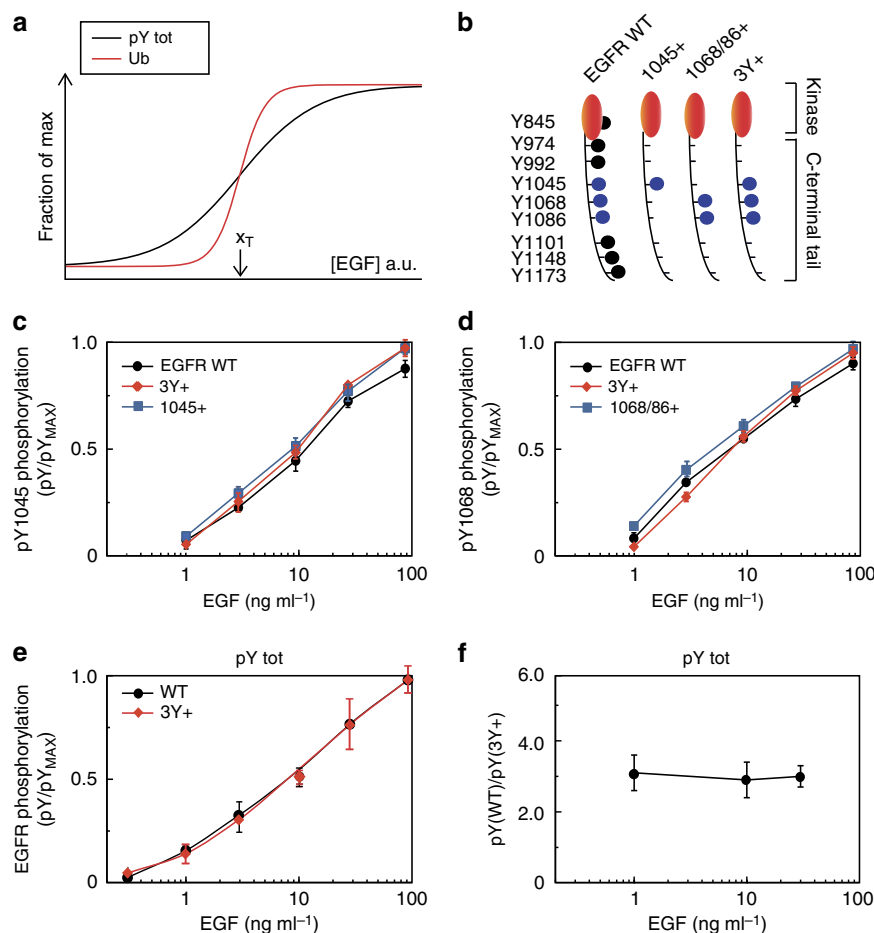 a
pY tot
Ub
Fraction of max
x_T
[EGF] a.u.
b
EGFR WT
1045+
1068/86+
3Y+
Y845
Y974
Y992
Y1045
Y1068
Y1086
Y1101
Y1148
Y1173
Kinase
C-terminal tail
c
EGFR WT
3Y+
1045+
pY1045 phosphorylation
(pY/pY_MAX)
1.0
0.5
0
1
10
100
EGF (ng ml⁻¹)
d
EGFR WT
3Y+
1068/86+
pY1068 phosphorylation
(pY/pY_MAX)
1.0
0.5
0
1
10
100
EGF (ng ml⁻¹)
e
pY tot
WT
3Y+
EGFR phosphorylation
(pY/pY_MAX)
1.0
0.5
0
1
10
100
EGF (ng ml⁻¹)
f
pY tot
pY(WT)/pY(3Y+)
6.0
4.0
2.0
0
1
10
100
EGF (ng ml⁻¹)